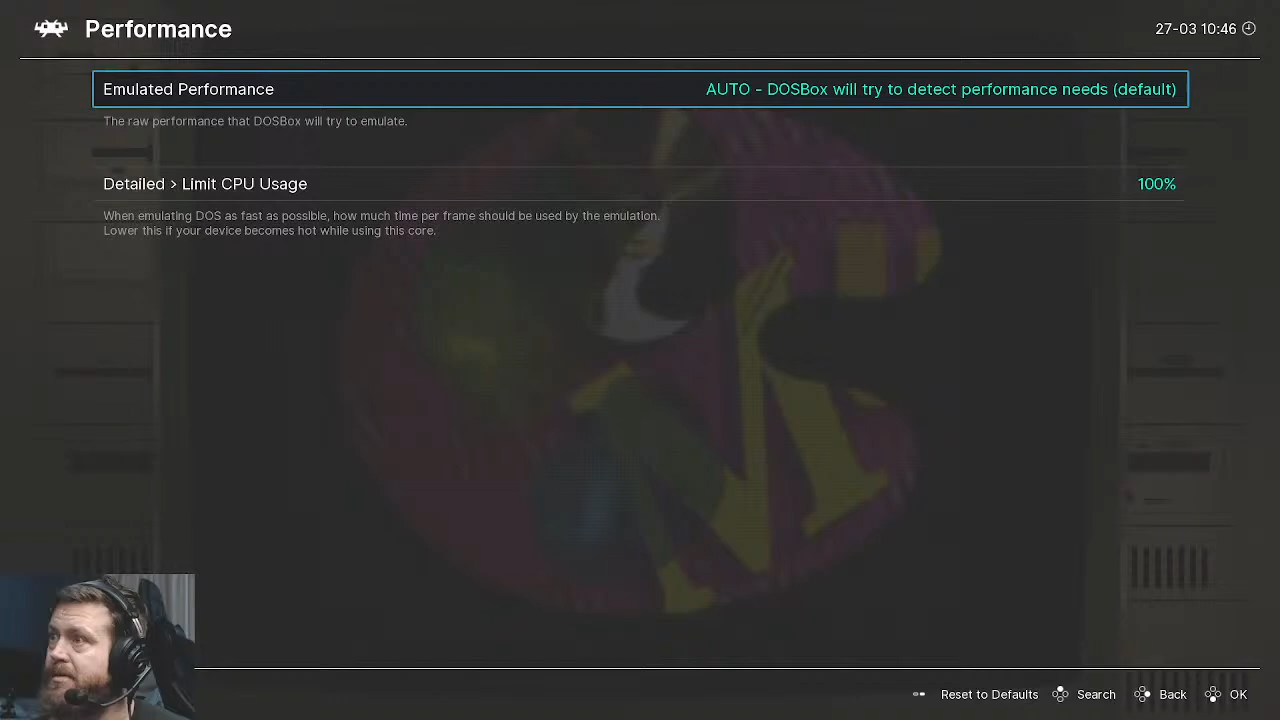 Performance
27-03 10:46
Emulated Performance
AUTO - DOSBox will try to detect performance needs (default)
The raw performance that DOSBox will try to emulate.
Detailed > Limit CPU Usage
100%
When emulating DOS as fast as possible, how much time per frame should be used by the emulation.
Lower this if your device becomes hot while using this core.
Reset to Defaults
Search
Back
OK